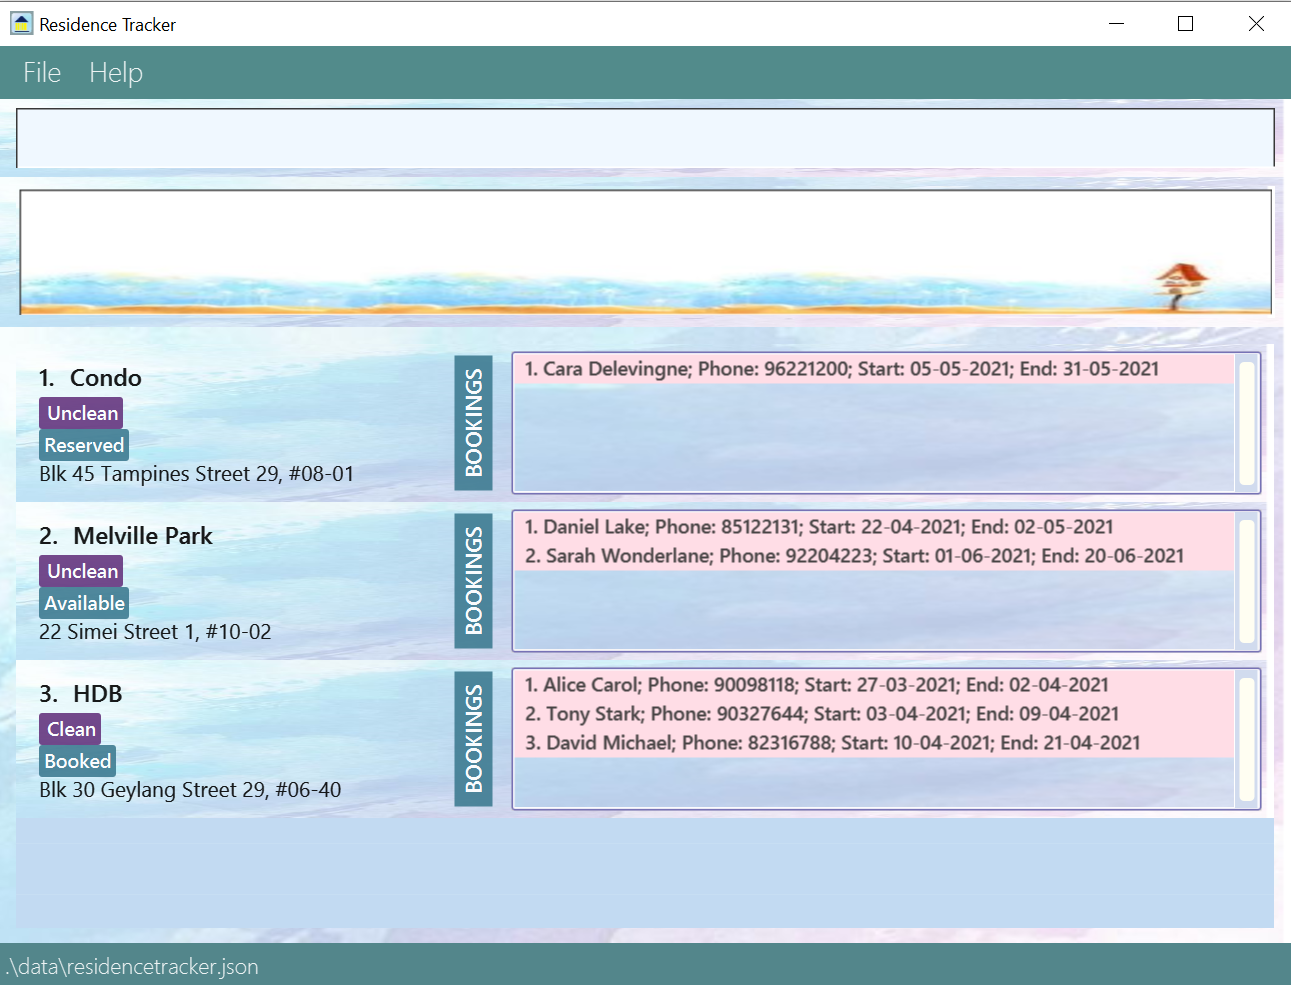 Residence Tracker
File Help
1. Condo
Unclean
Reserved
Blk 45 Tampines Street 29, #08-01
BOOKINGS
1. Cara Delevingne; Phone: 96221200; Start: 05-05-2021; End: 31-05-2021
2. Melville Park
Unclean
Available
22 Simei Street 1, #10-02
BOOKINGS
1. Daniel Lake; Phone: 85122131; Start: 22-04-2021; End: 02-05-2021
2. Sarah Wonderlane; Phone: 92204223; Start: 01-06-2021; End: 20-06-2021
3. HDB
Clean
Booked
Blk 30 Geylang Street 29, #06-40
BOOKINGS
1. Alice Carol; Phone: 90098118; Start: 27-03-2021; End: 02-04-2021
2. Tony Stark; Phone: 90327644; Start: 03-04-2021; End: 09-04-2021
3. David Michael; Phone: 82316788; Start: 10-04-2021; End: 21-04-2021
.\data\residencetracker.json